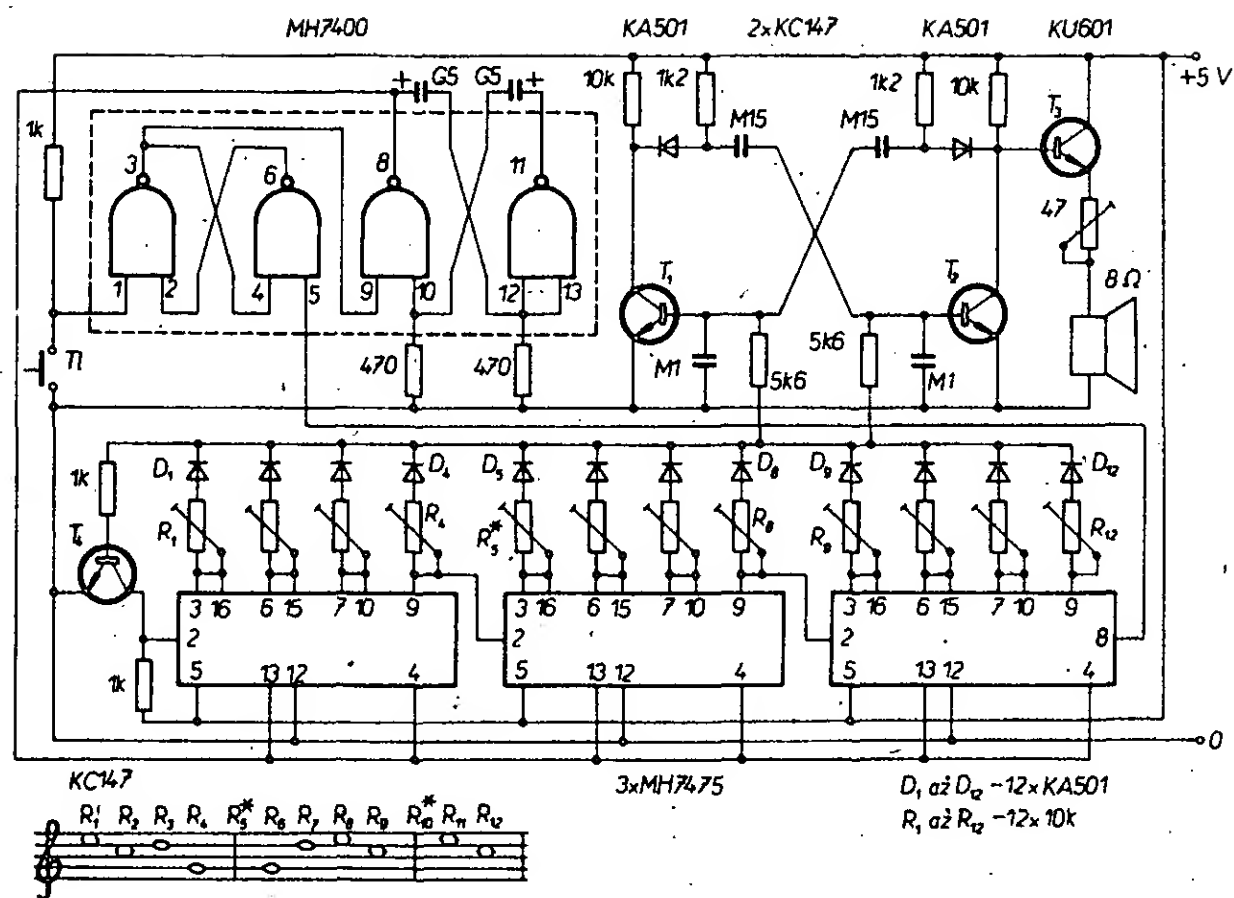 MH7400 KA501 2xKC147 KA501 KU601
+ G5 G5 + 10k 1k2 1k2 10k +5 V
1k M15 M15 T3
3 6 8 11
47
1 2 4 5 9 10 12 13 T1 T2 8 Ω
Tl 470 470 M1 5k6 5k6 M1
1k D1 D4 D5 D8 D9 D12
T4 R1 R4 R5* R8 R9 R12
3 16 6 15 7 10 9 3 16 6 15 7 10 9 3 16 6 15 7 10 9
2 2 2 8
1k 5 13 12 4 5 13 12 4 5 13 12 4
0
KC147 3xMH7475 D1 až D12 - 12xKA501
R1 až R12 - 12x 10k
R1 R2 R3 R4 R5* R6 R7 R8 R9 R10* R11 R12